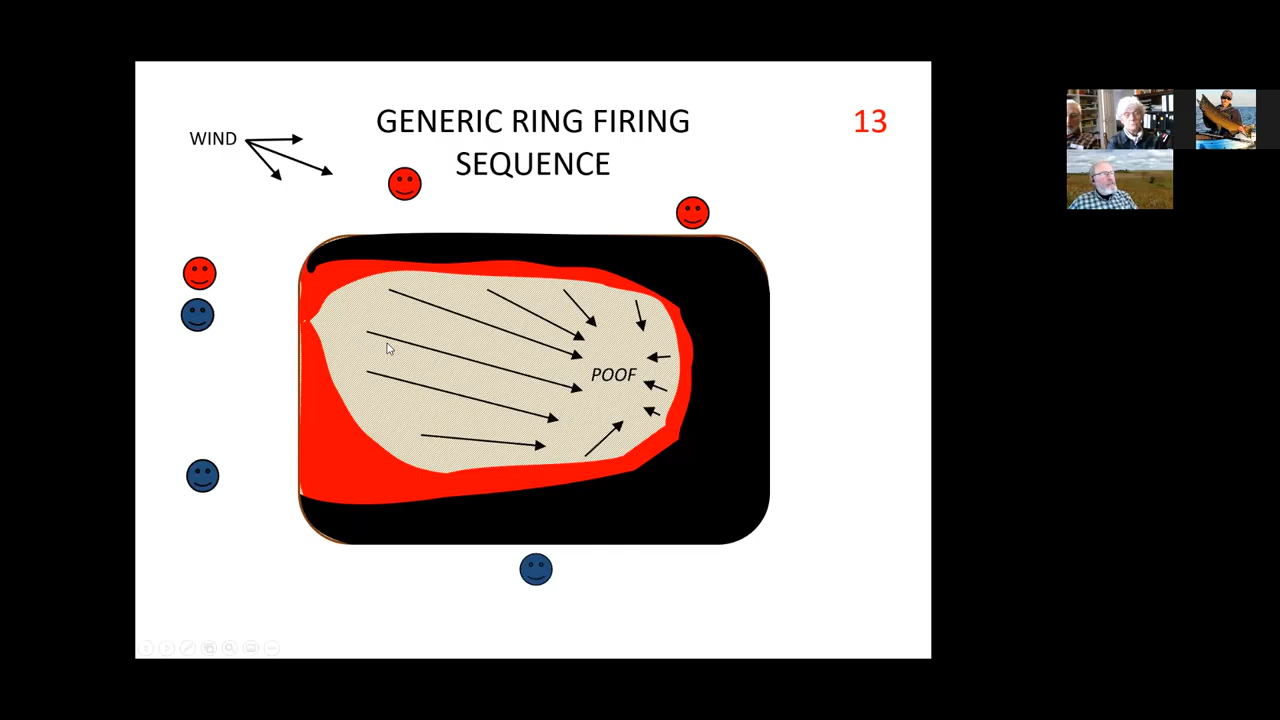 GENERIC RING FIRING
SEQUENCE
13
WIND
POOF